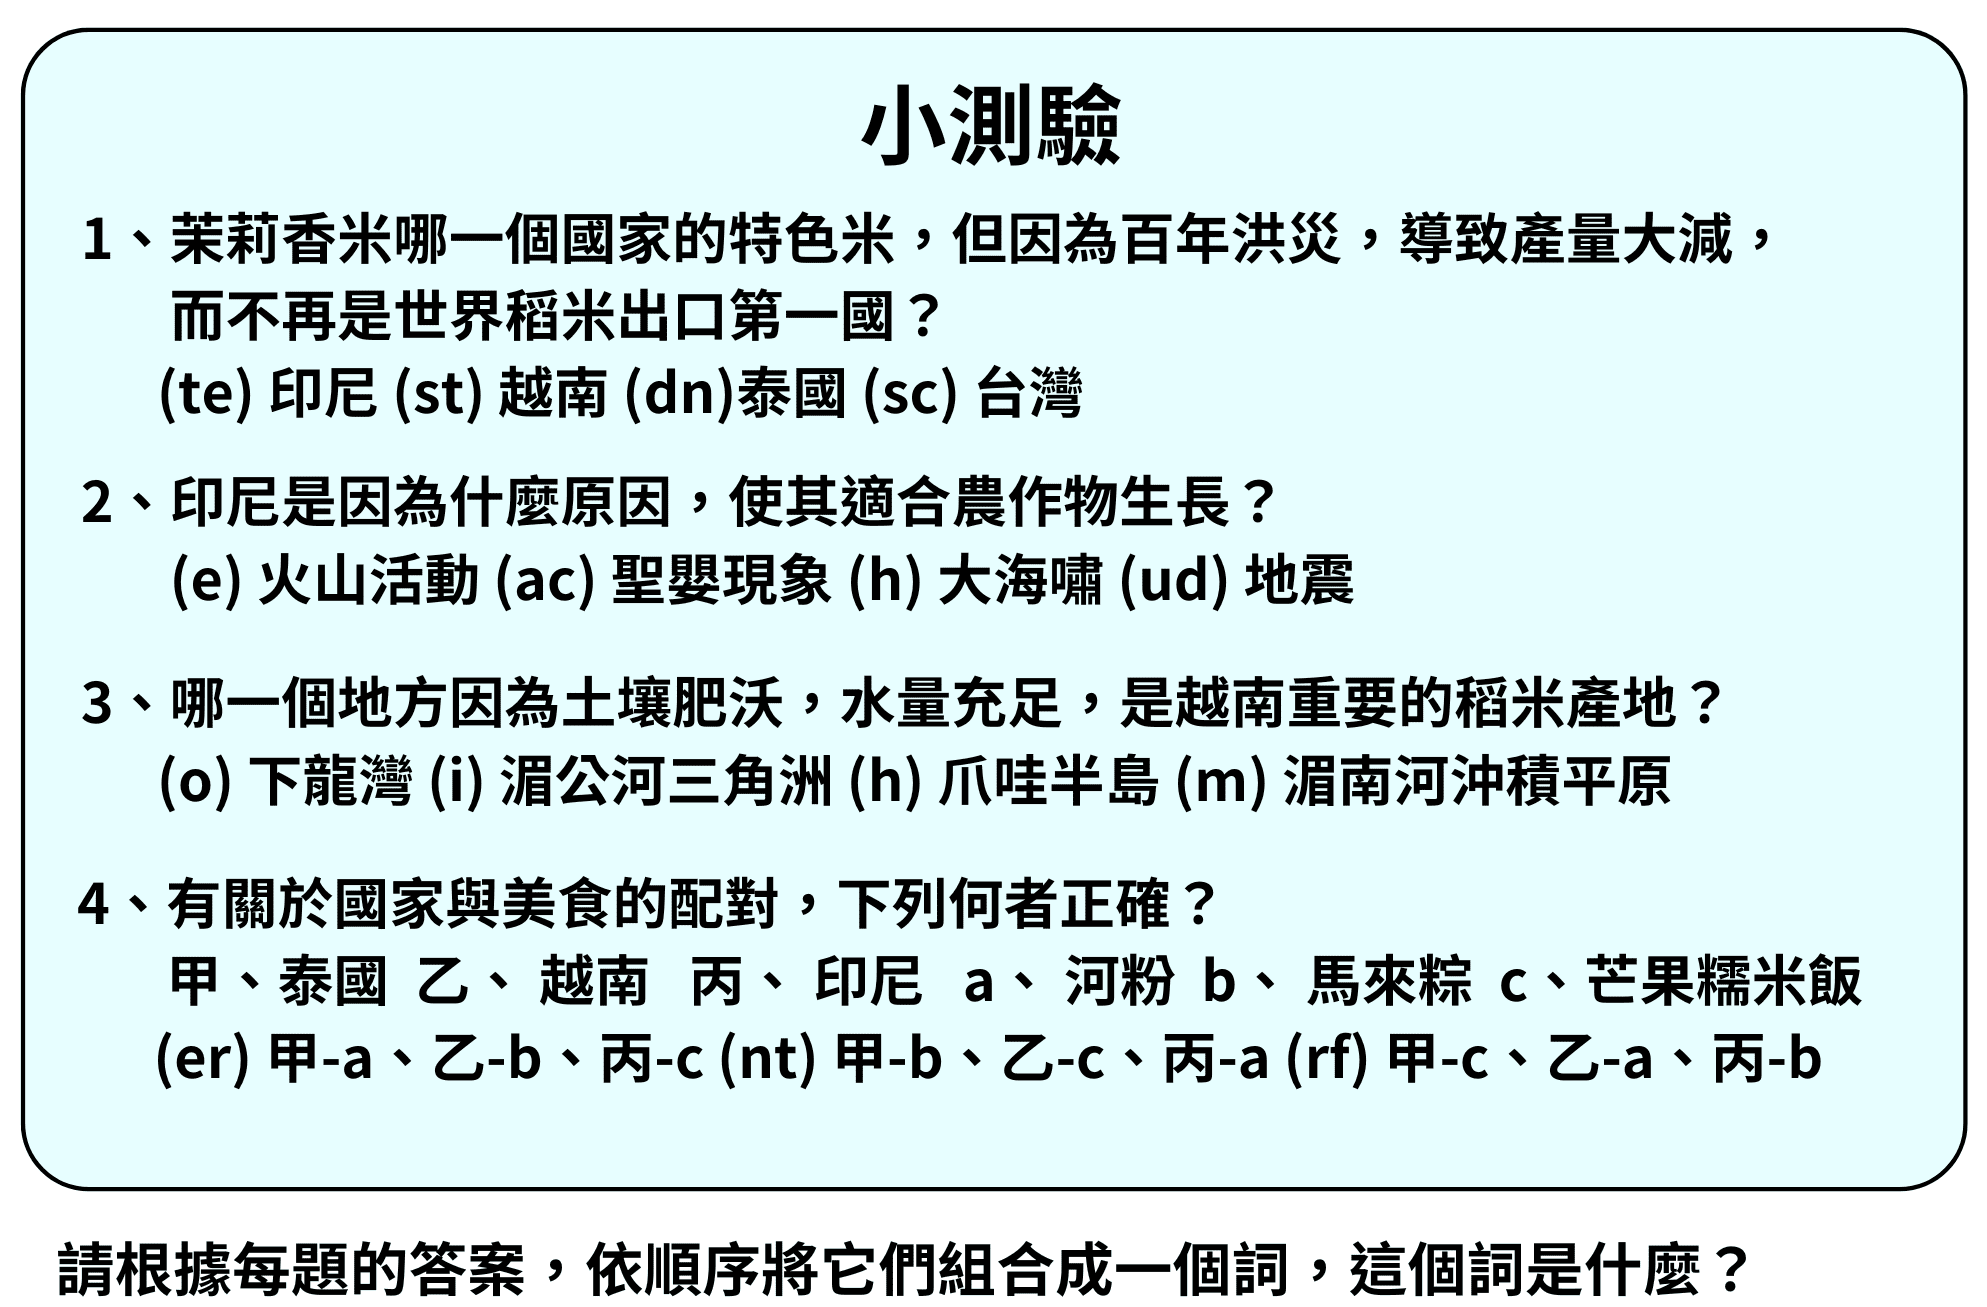 小測驗
1、茉莉香米哪一個國家的特色米，但因為百年洪災，導致產量大減，
而不再是世界稻米出口第一國？
(te) 印尼 (st) 越南 (dn)泰國 (sc) 台灣
2、印尼是因為什麼原因，使其適合農作物生長？
(e) 火山活動 (ac) 聖嬰現象 (h) 大海嘯 (ud) 地震
3、哪一個地方因為土壤肥沃，水量充足，是越南重要的稻米產地？
(o) 下龍灣 (i) 湄公河三角洲 (h) 爪哇半島 (m) 湄南河沖積平原
4、有關於國家與美食的配對，下列何者正確？
甲、泰國 乙、 越南 丙、 印尼 a、 河粉 b、 馬來粽 c、芒果糯米飯
(er) 甲-a、乙-b、丙-c (nt) 甲-b、乙-c、丙-a (rf) 甲-c、乙-a、丙-b
請根據每題的答案，依順序將它們組合成一個詞，這個詞是什麼？